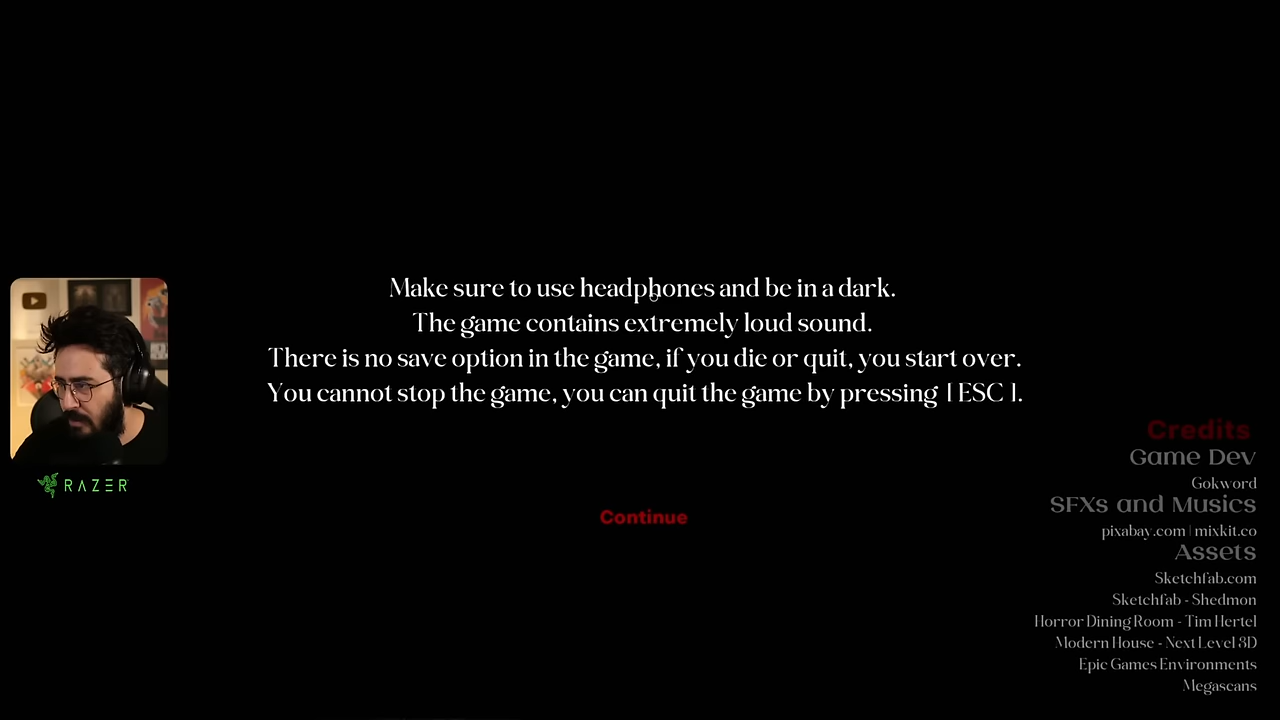 Make sure to use headphones and be in a dark.
The game contains extremely loud sound.
There is no save option in the game, if you die or quit, you start over.
You cannot stop the game, you can quit the game by pressing [ ESC ].
Continue
RAZER
Credits
Game Dev
Gokword
SFXs and Musics
pixabay.com | mixkit.co
Assets
Sketchfab.com
Sketchfab - Shedmon
Horror Dining Room - Tim Hertel
Modern House - Next Level 3D
Epic Games Environments
Megascans